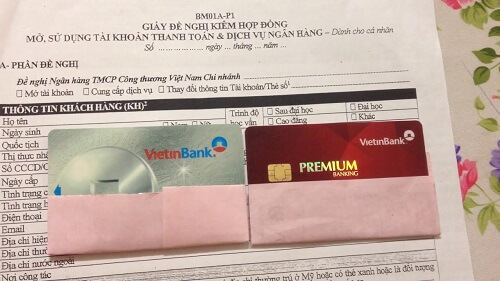 BM01A-P1
GIẤY ĐỀ NGHỊ KIÊM HỢP ĐỒNG
MỞ, SỬ DỤNG TÀI KHOẢN THANH TOÁN & DỊCH VỤ NGÂN HÀNG – Dành cho cá nhân
Số ...... ngày ...... tháng ...... năm ......
A- PHẦN ĐỀ NGHỊ
Đề nghị Ngân hàng TMCP Công thương Việt Nam Chi nhánh
☐ Mở tài khoản ☐ Cung cấp dịch vụ ☐ Thay đổi thông tin Tài khoản/Thẻ số¹
THÔNG TIN KHÁCH HÀNG (KH)²
Họ tên
Trình độ học vấn
☐ Sau đại học ☐ Đại học
☐ Cao đẳng ☐ Khác
Ngày sinh
Quốc tịch
Thị thực nhậ
Số CCCD/C
Ngày cấp
Tình trạng c
Tình trạng
Điện thoại
Email
Địa chỉ hiện
Địa chỉ thư
Địa chỉ nước ngoài
Nơi công tác
VietinBank
VietinBank
PREMIUM
BANKING
chỉ thường trú ở Mỹ hoặc có thẻ xanh hoặc là đối tượng